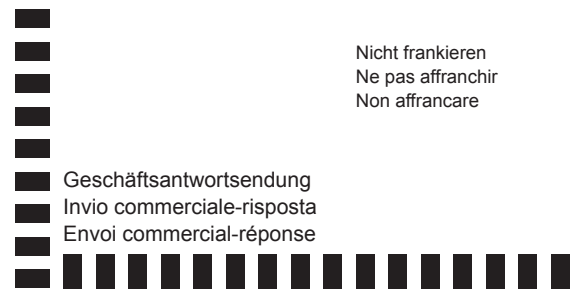 Nicht frankieren
Ne pas affranchir
Non affrancare
Geschäftsantwortsendung
Invio commerciale-risposta
Envoi commercial-réponse